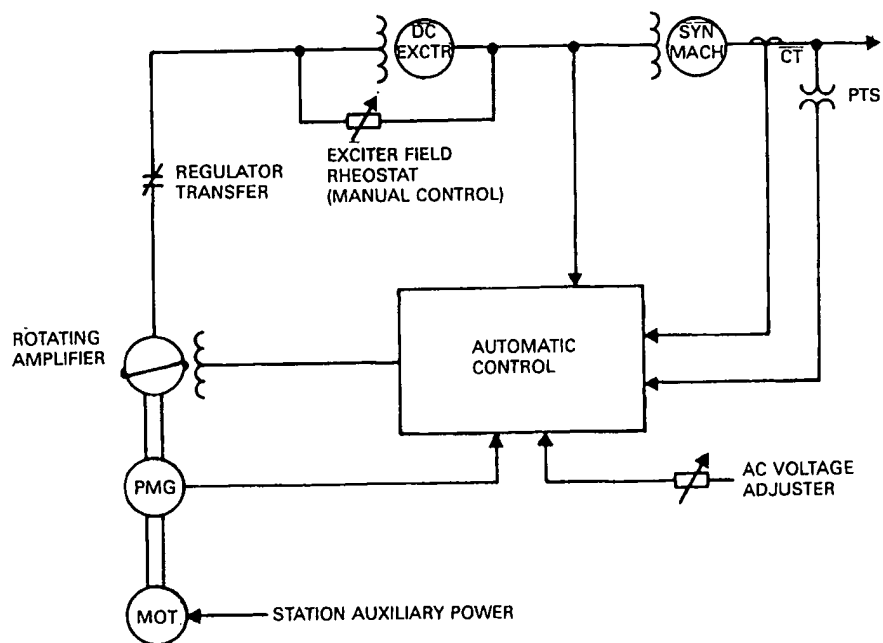 DC
EXCTR
SYN
MACH
CT
PTS
EXCITER FIELD
RHEOSTAT
(MANUAL CONTROL)
REGULATOR
TRANSFER
ROTATING
AMPLIFIER
AUTOMATIC
CONTROL
PMG
AC VOLTAGE
ADJUSTER
MOT.
STATION AUXILIARY POWER